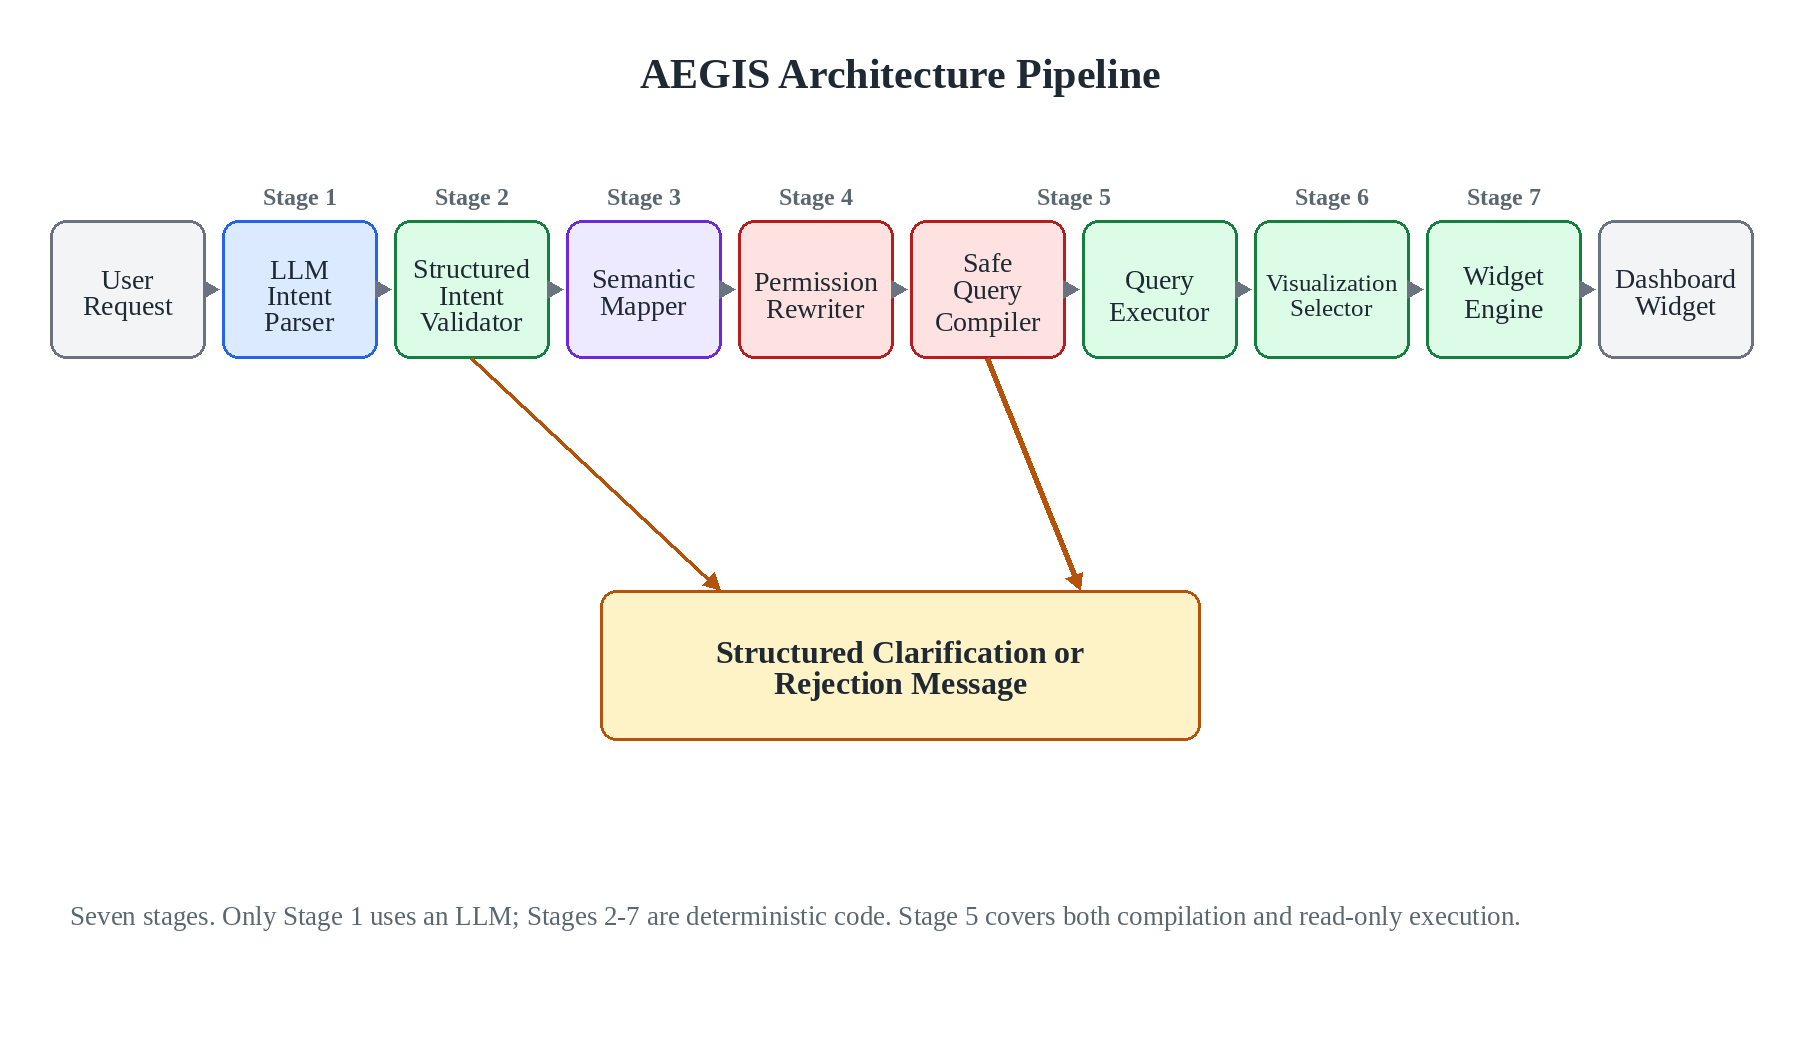 AEGIS Architecture Pipeline
Stage 1
Stage 2
Stage 3
Stage 4
Stage 5
Stage 6
Stage 7
User
Request
LLM
Intent
Parser
Structured
Intent
Validator
Semantic
Mapper
Permission
Rewriter
Safe
Query
Compiler
Query
Executor
Visualization
Selector
Widget
Engine
Dashboard
Widget
Structured Clarification or
Rejection Message
Seven stages. Only Stage 1 uses an LLM; Stages 2-7 are deterministic code. Stage 5 covers both compilation and read-only execution.